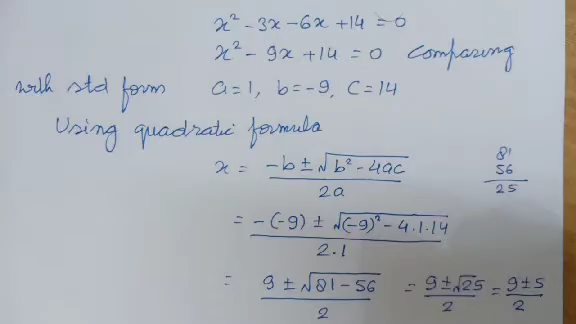 x² - 3x - 6x + 14 = 0
x² - 9x + 14 = 0 Comparing
with std form a = 1, b = -9, C = 14
Using quadratic formula
x = (-b ± √(b² - 4ac)) / 2a
81
56
25
= (-(-9) ± √((-9)² - 4.1.14)) / 2.1
= (9 ± √(81 - 56)) / 2 = (9 ± √25) / 2 = (9 ± 5) / 2